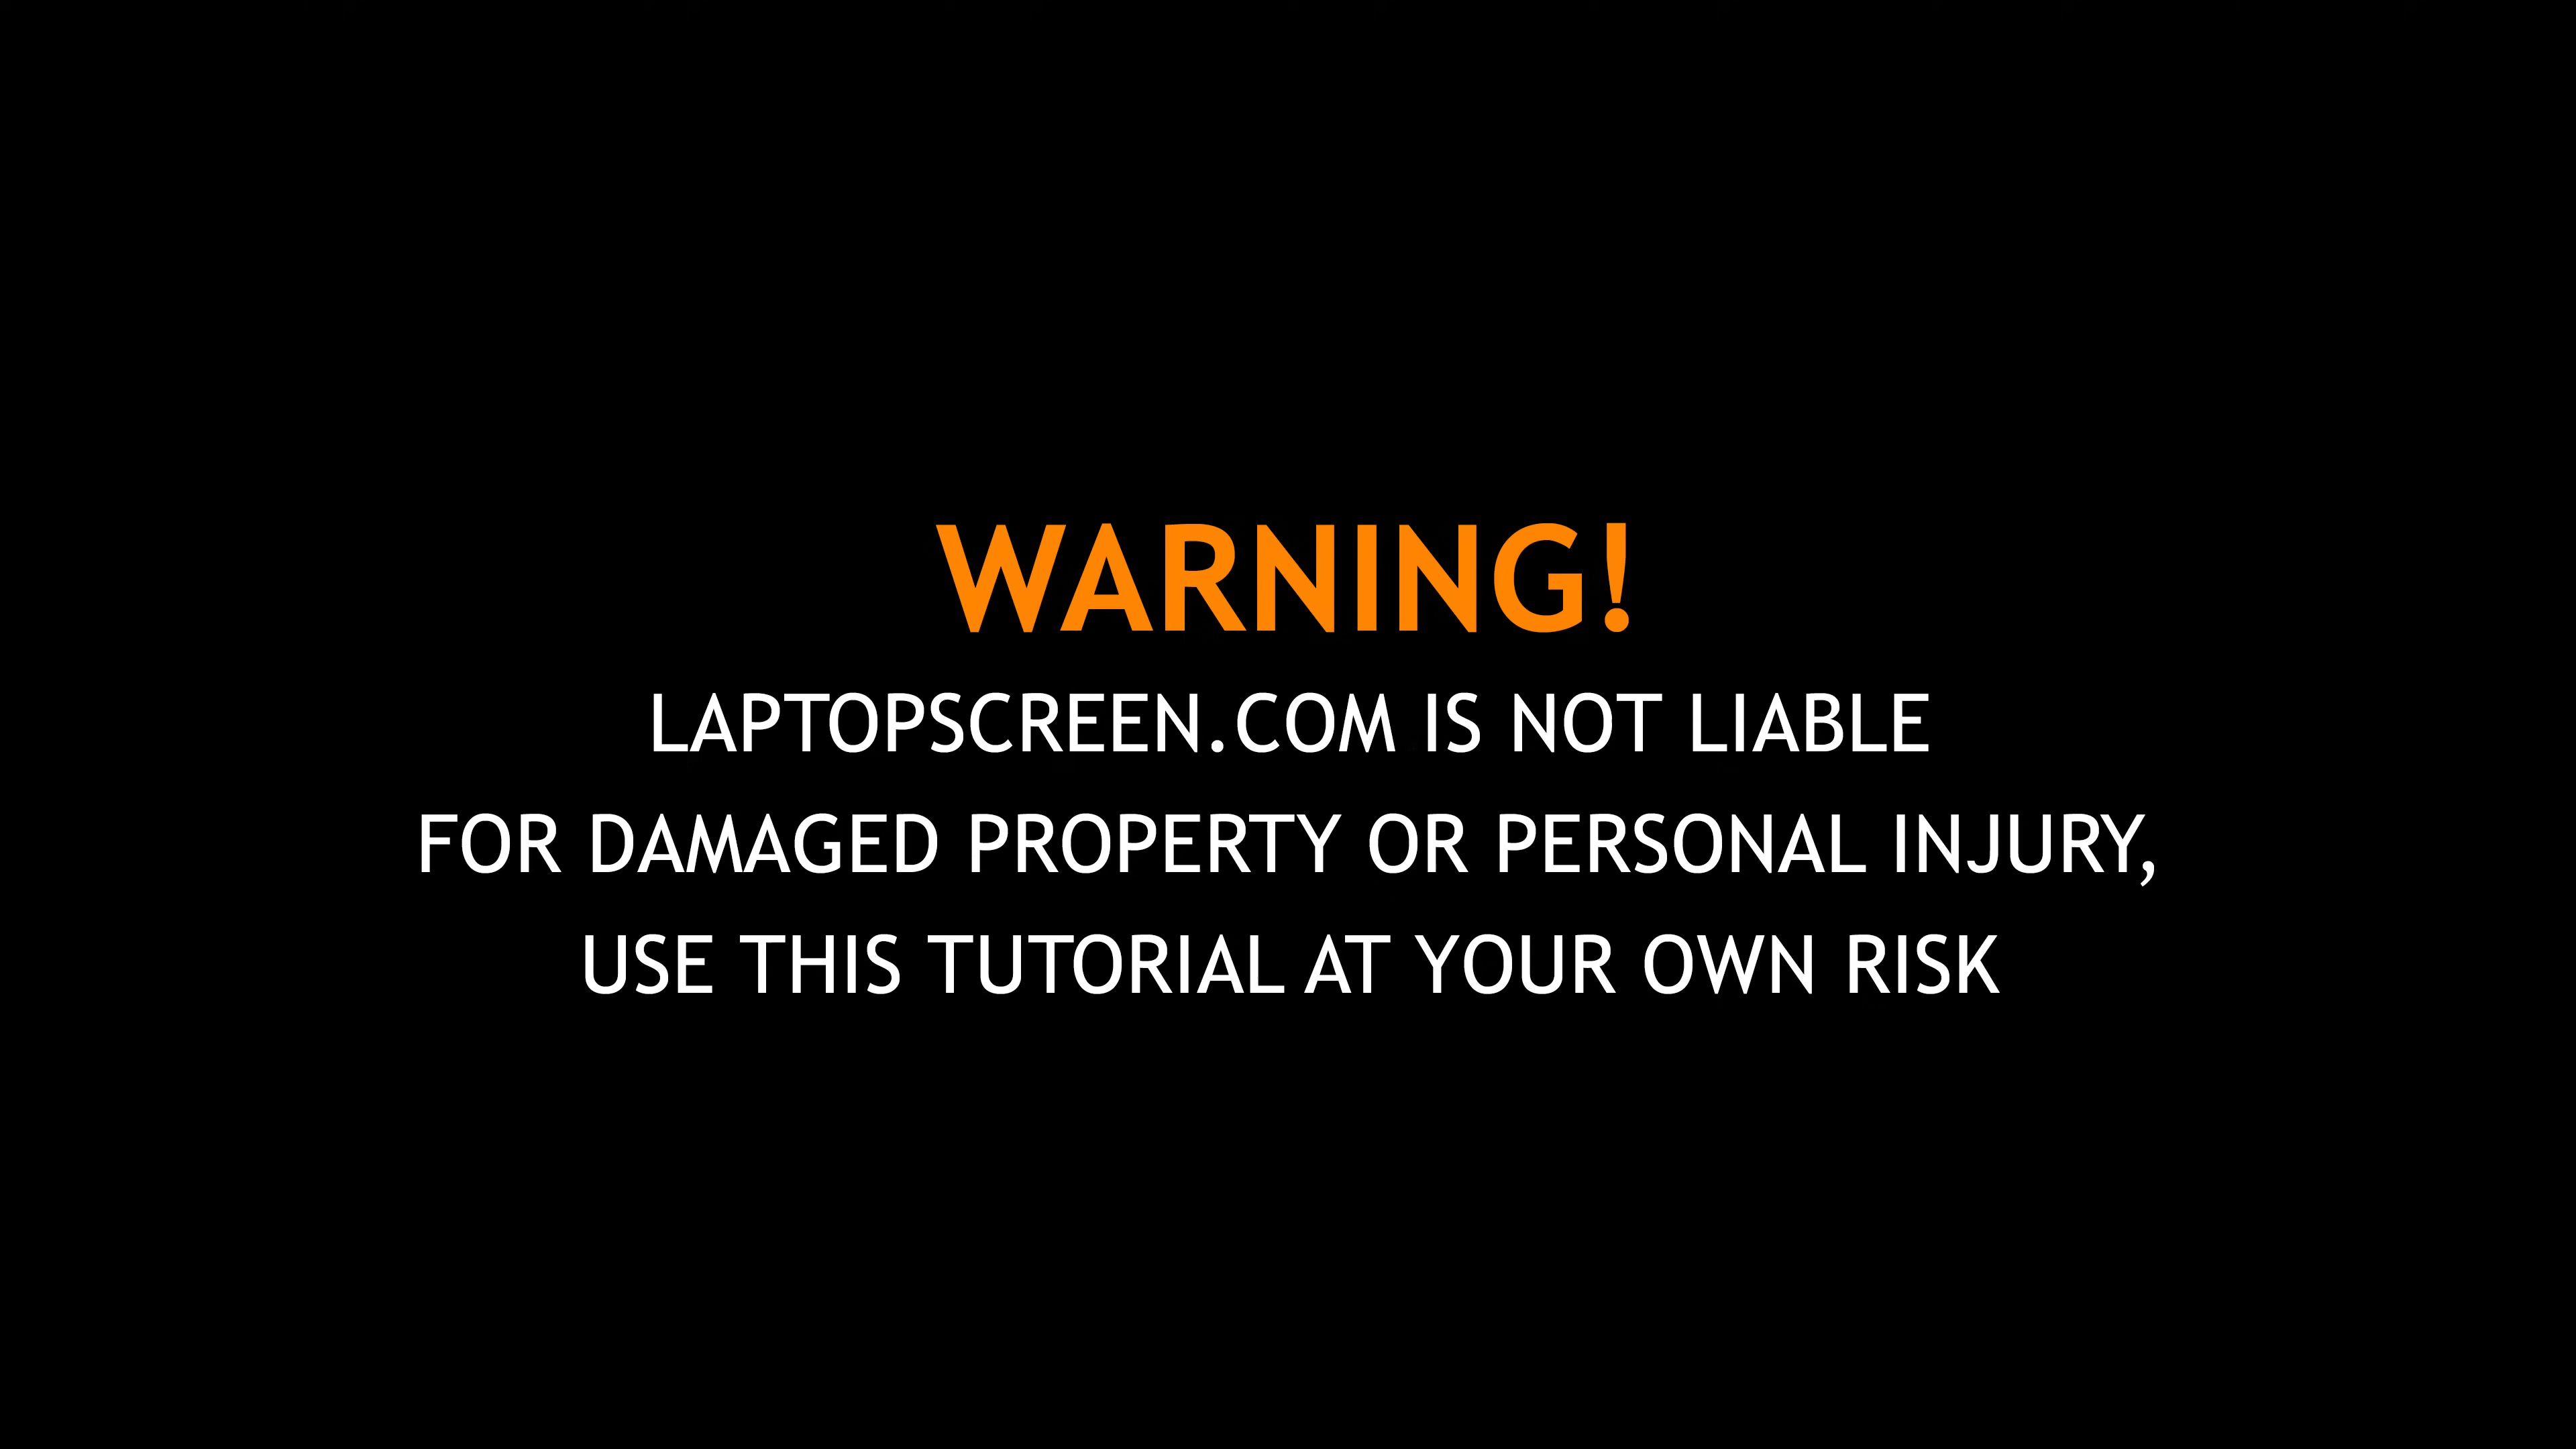 WARNING!
LAPTOPSCREEN.COM IS NOT LIABLE
FOR DAMAGED PROPERTY OR PERSONAL INJURY,
USE THIS TUTORIAL AT YOUR OWN RISK